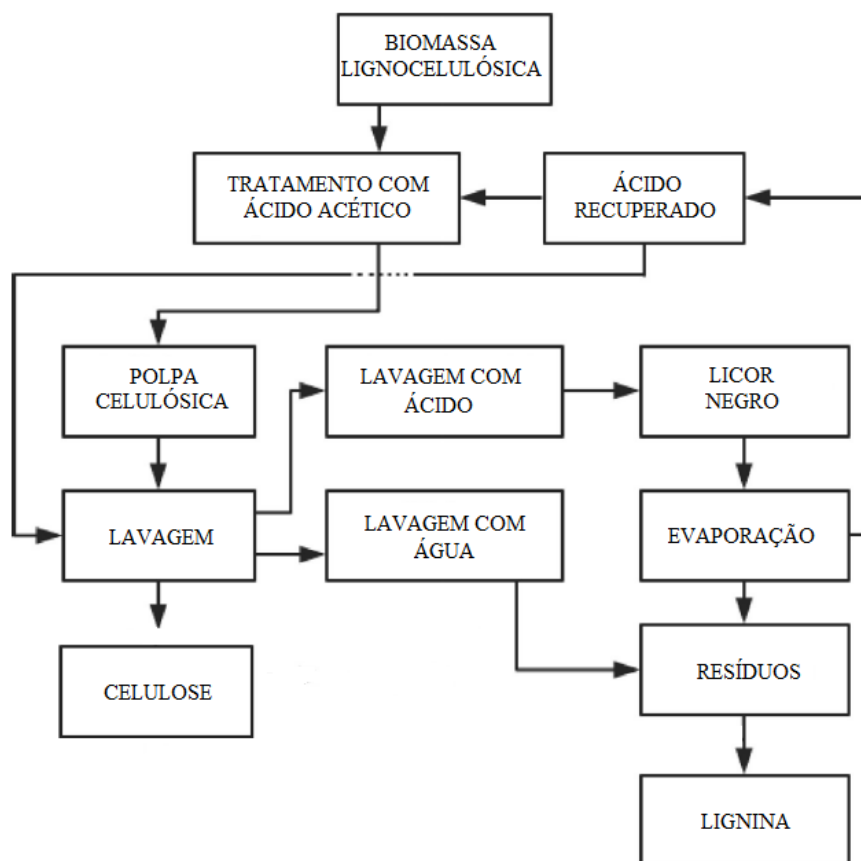 BIOMASSA
LIGNOCELULÓSICA
TRATAMENTO COM
ÁCIDO ACÉTICO
ÁCIDO
RECUPERADO
POLPA
CELULÓSICA
LAVAGEM COM
ÁCIDO
LICOR
NEGRO
LAVAGEM
LAVAGEM COM
ÁGUA
EVAPORAÇÃO
CELULOSE
RESÍDUOS
LIGNINA